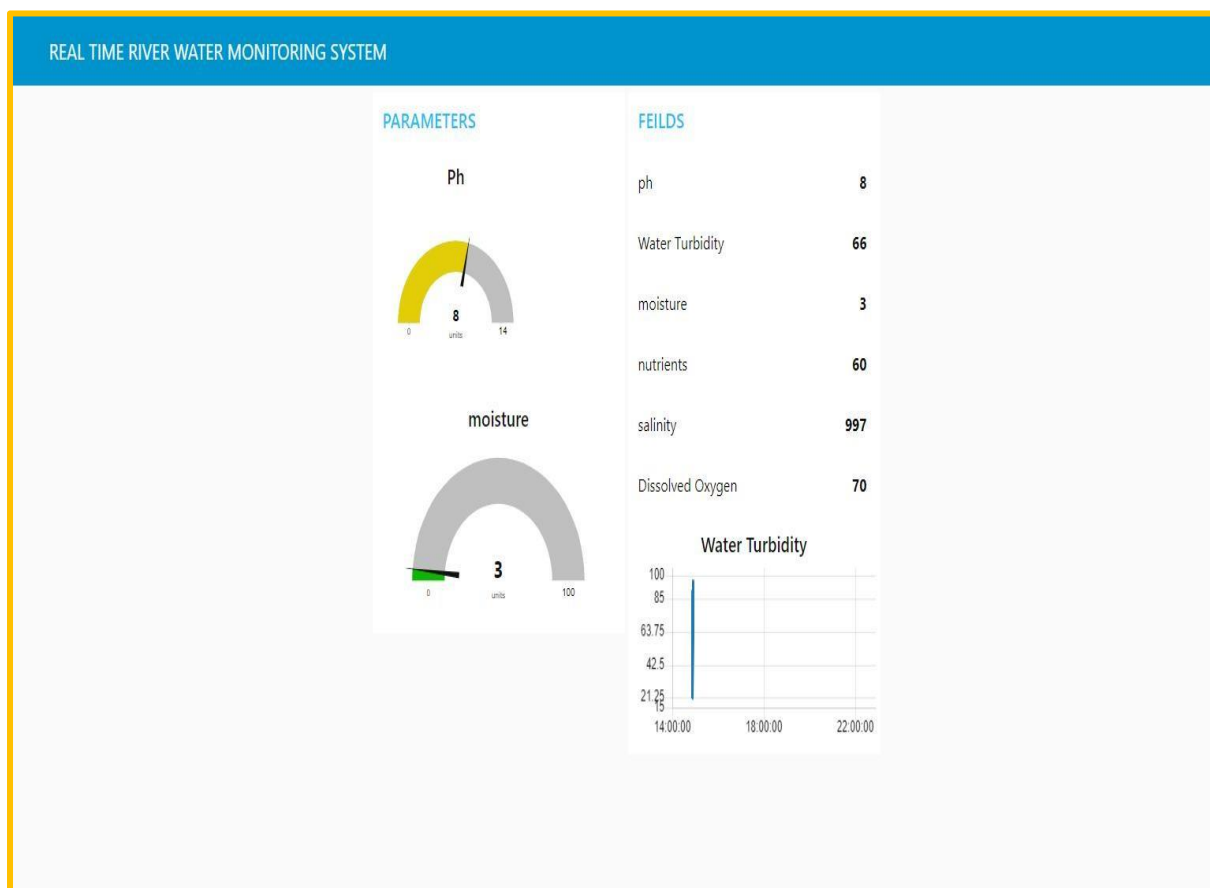 REAL TIME RIVER WATER MONITORING SYSTEM
PARAMETERS
Ph
8
units
0
14
moisture
3
units
0
100
FEILDS
ph 8
Water Turbidity 66
moisture 3
nutrients 60
salinity 997
Dissolved Oxygen 70
Water Turbidity
100
85
63.75
42.5
21.25
15
14:00:00 18:00:00 22:00:00